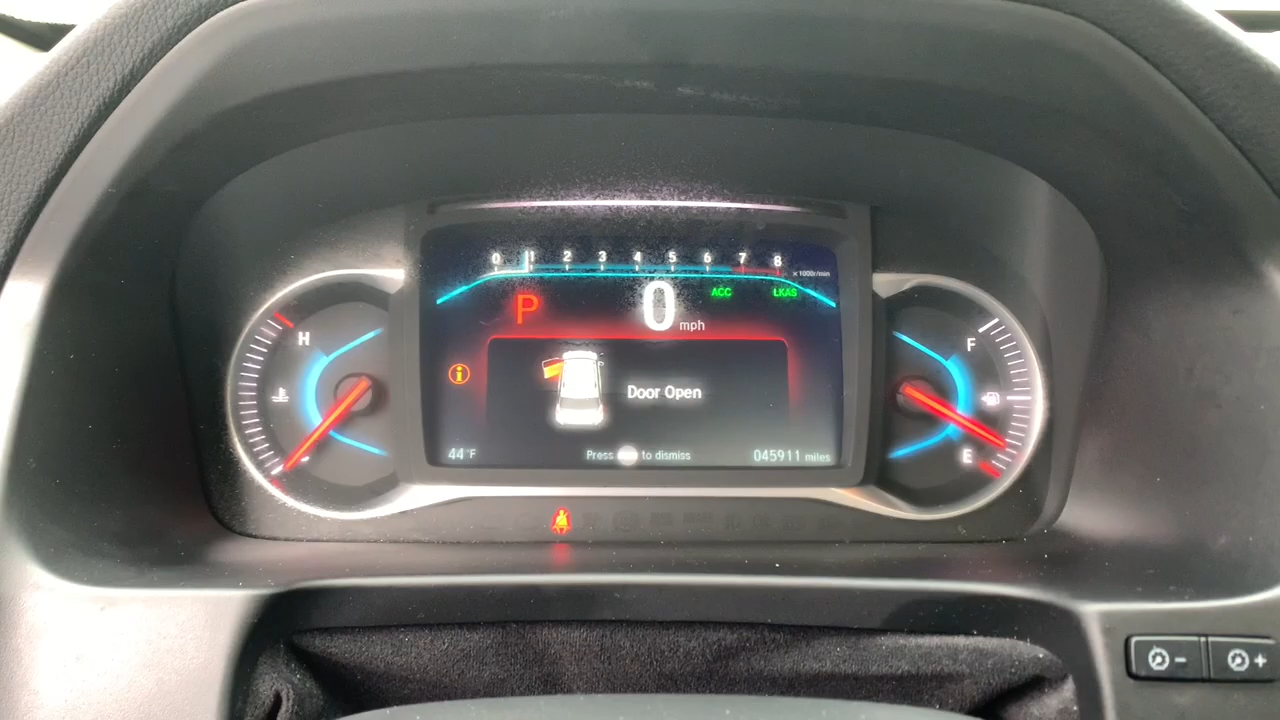 0 1 2 3 4 5 6 7 8
×1000r/min
ACC LKAS
P 0 mph
H
F
Door Open
E
44°F Press to dismiss 045911 miles
- +